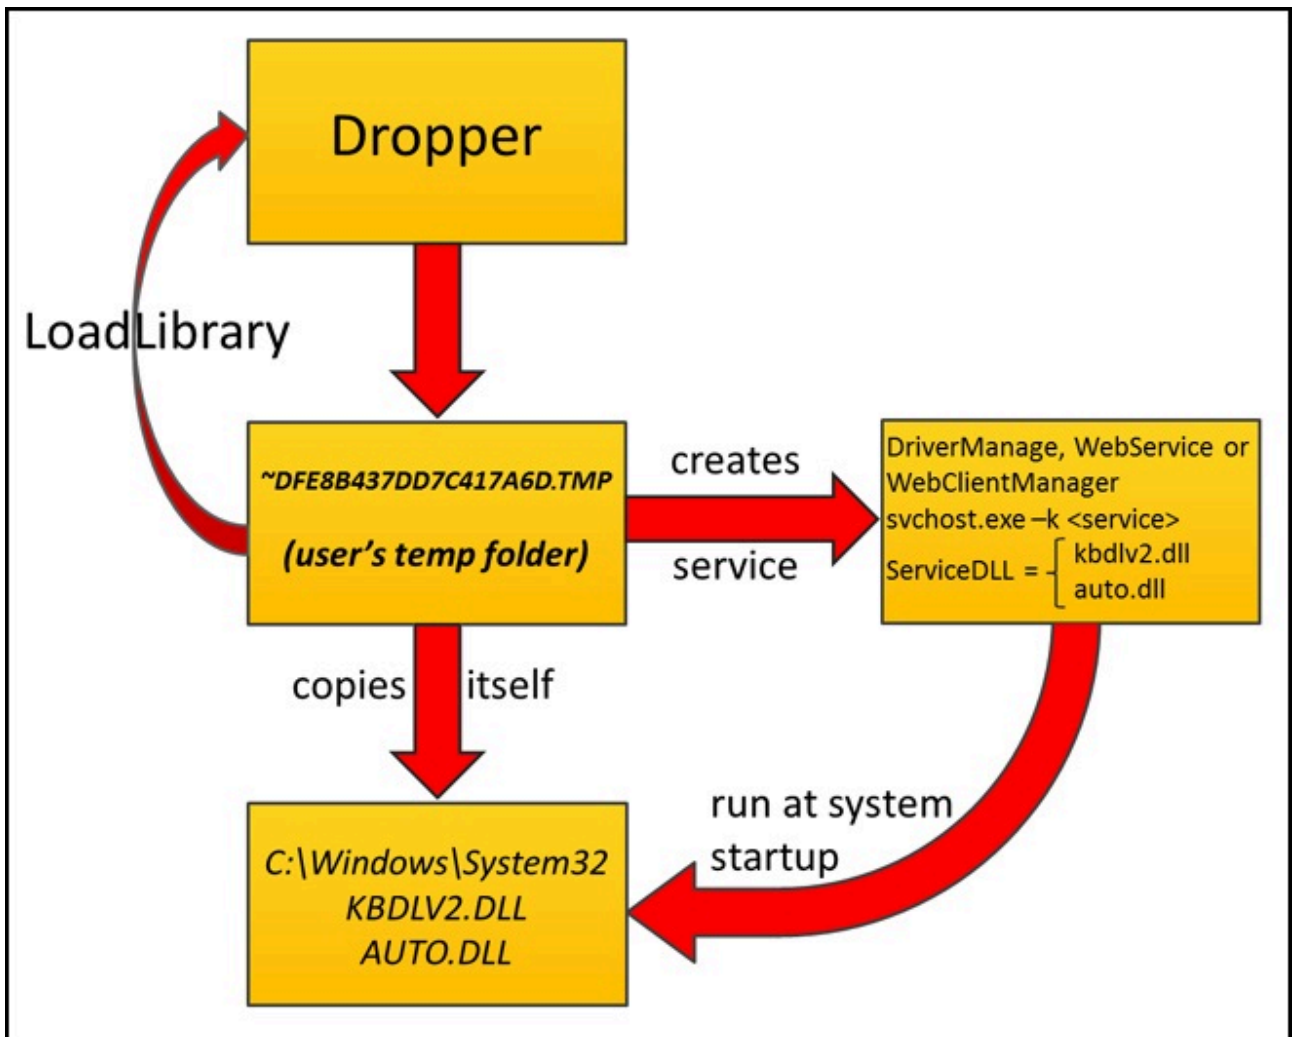 Dropper
LoadLibrary
~DFE8B437DD7C417A6D.TMP
(user's temp folder)
creates
service
DriverManage, WebService or
WebClientManager
svchost.exe –k <service>
ServiceDLL = { kbdlv2.dll
auto.dll
copies itself
run at system
startup
C:\Windows\System32
KBDLV2.DLL
AUTO.DLL